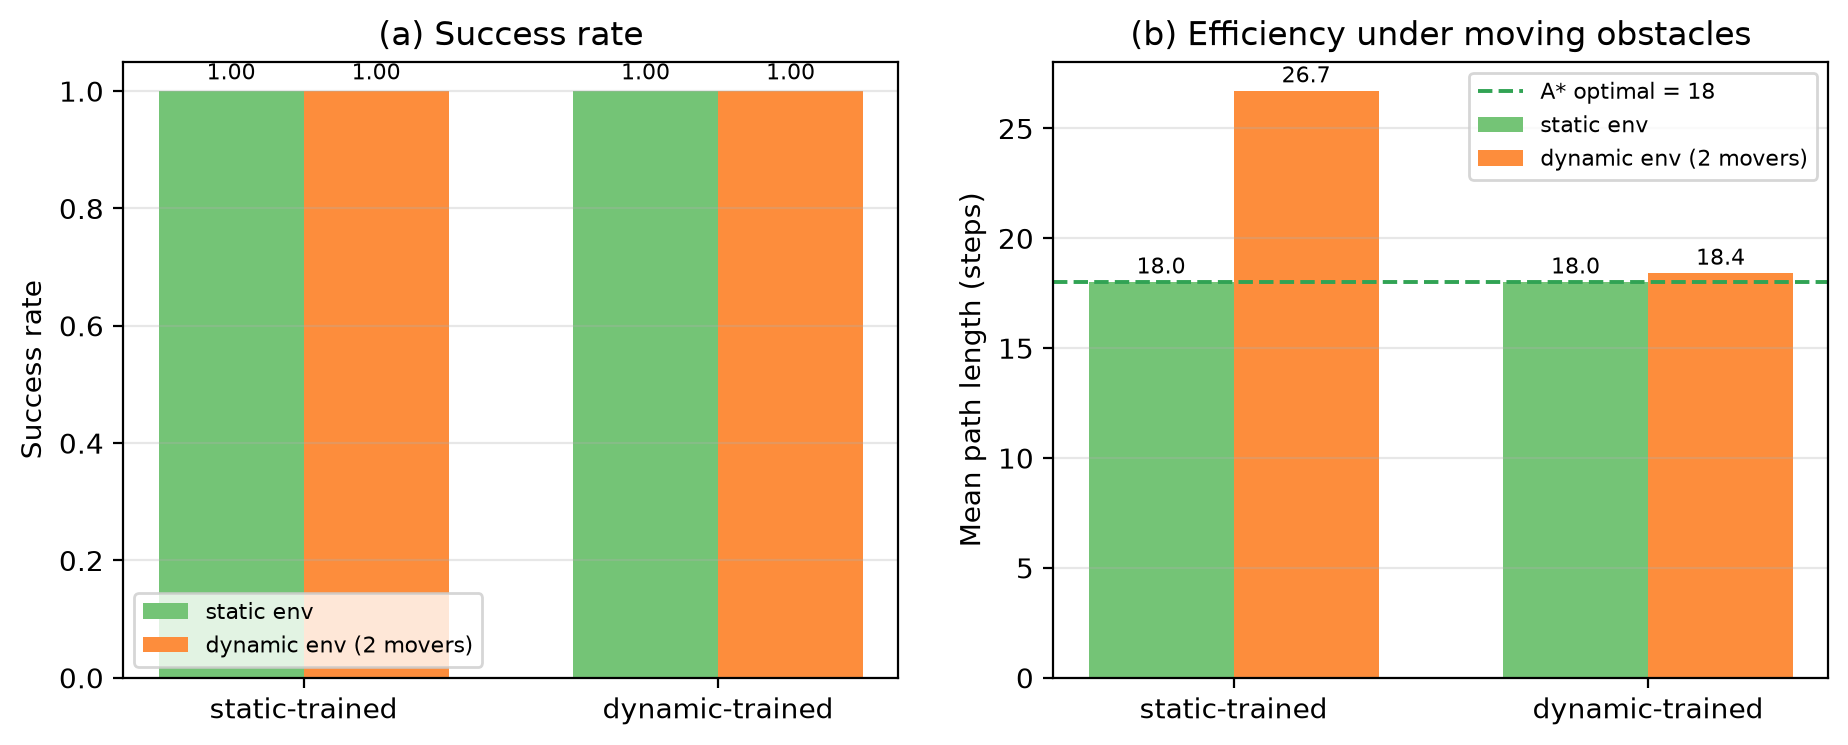 (a) Success rate
1.00
1.00
1.00
1.00
1.0
0.8
0.6
0.4
0.2
0.0
Success rate
static env
dynamic env (2 movers)
static-trained
dynamic-trained
(b) Efficiency under moving obstacles
26.7
18.0
18.0
18.4
A* optimal = 18
static env
dynamic env (2 movers)
25
20
15
10
5
0
Mean path length (steps)
static-trained
dynamic-trained